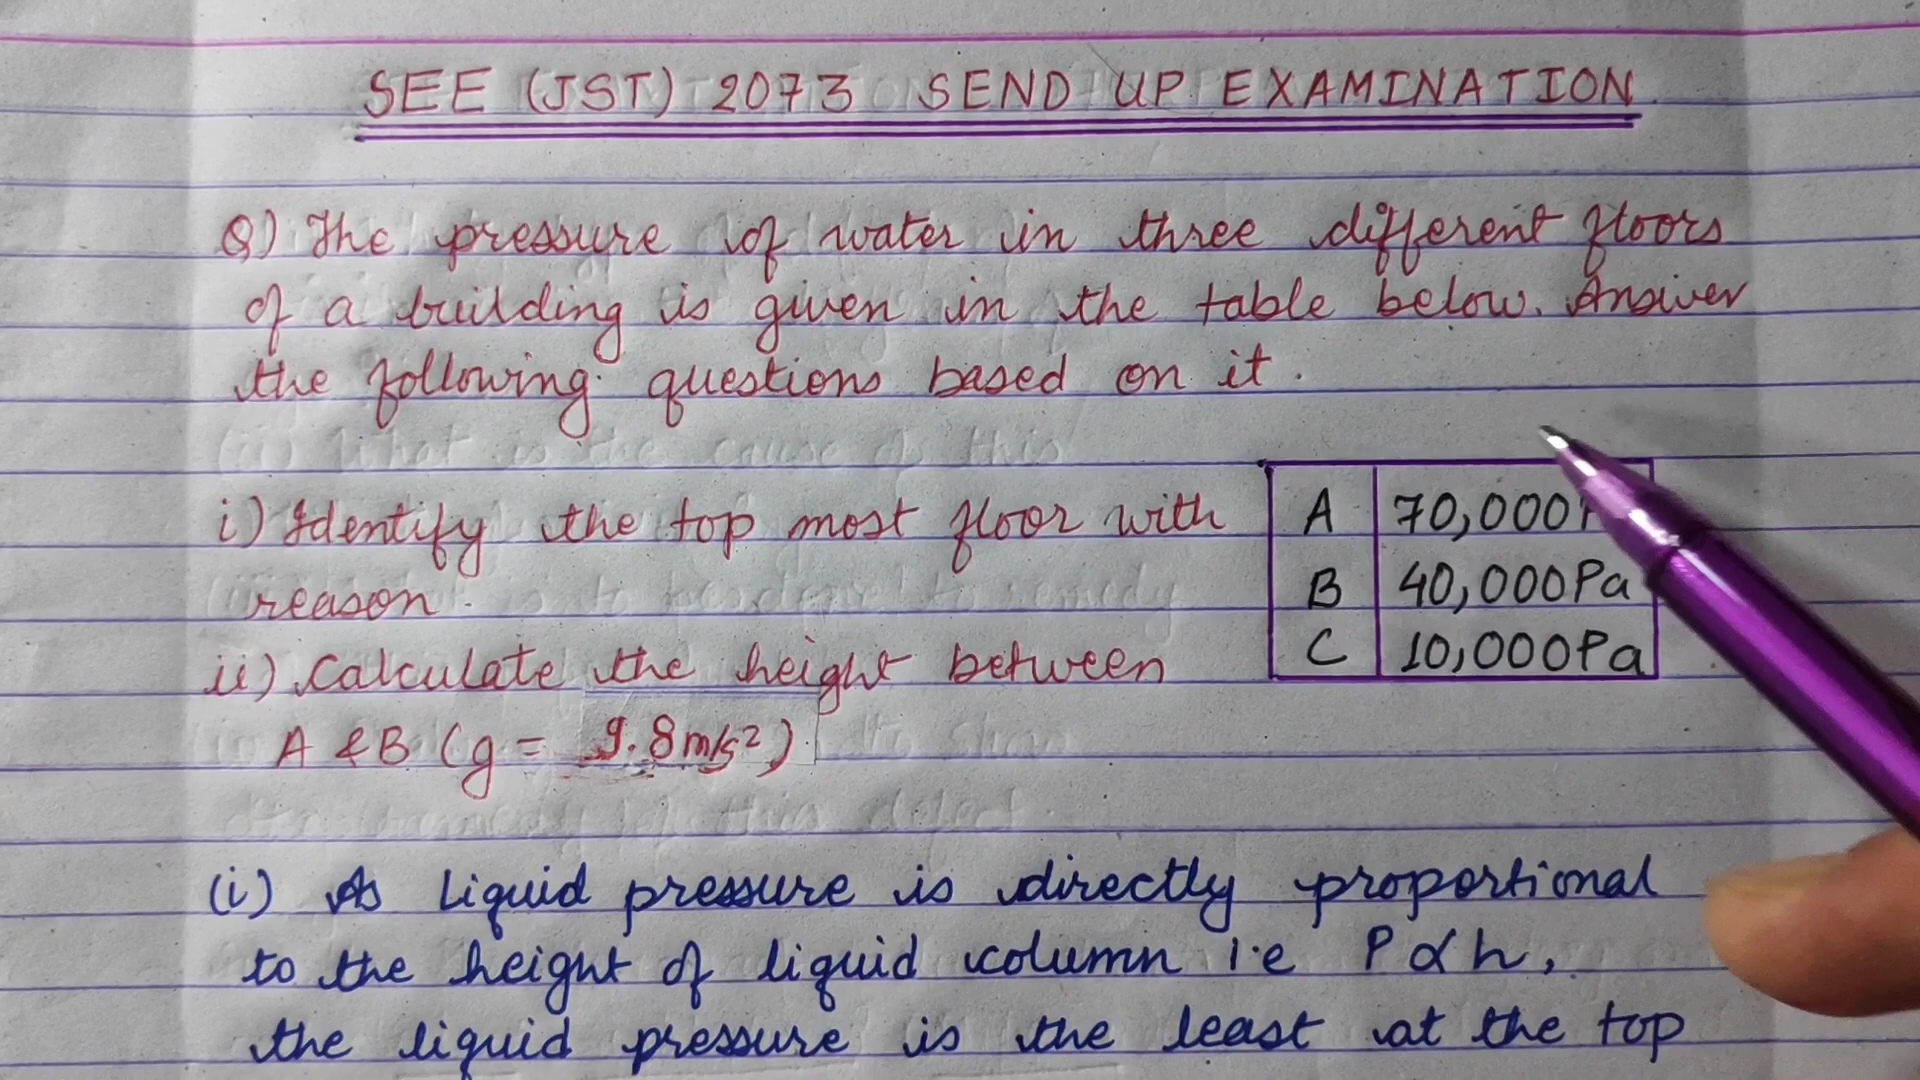 SEE (JST) 2073 SEND UP EXAMINATION
Q) The pressure of water in three different floors
of a building is given in the table below. Answer
the following questions based on it.
i) Identify the top most floor with
reason.
ii) Calculate the height between
A & B (g = 9.8m/s²)
A 70,000
B 40,000Pa
C 10,000Pa
(i) As liquid pressure is directly proportional
to the height of liquid column i.e P α h,
the liquid pressure is the least at the top